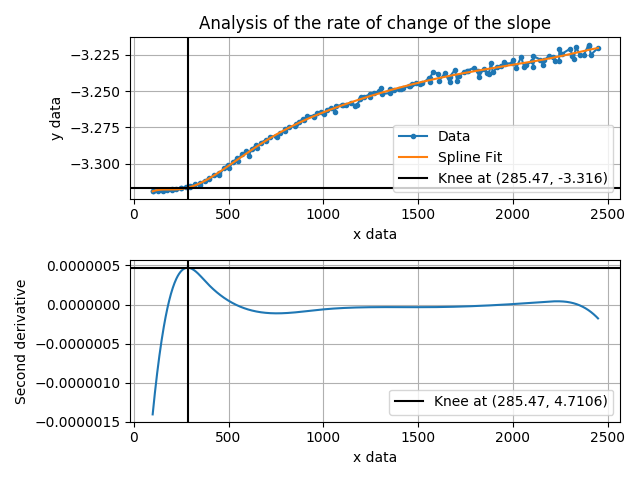 Analysis of the rate of change of the slope
−3.225
−3.250
−3.275
−3.300
y data
Data
Spline Fit
Knee at (285.47, -3.316)
0 500 1000 1500 2000 2500
x data
0.0000005
0.0000000
−0.0000005
−0.0000010
−0.0000015
Second derivative
Knee at (285.47, 4.7106)
0 500 1000 1500 2000 2500
x data